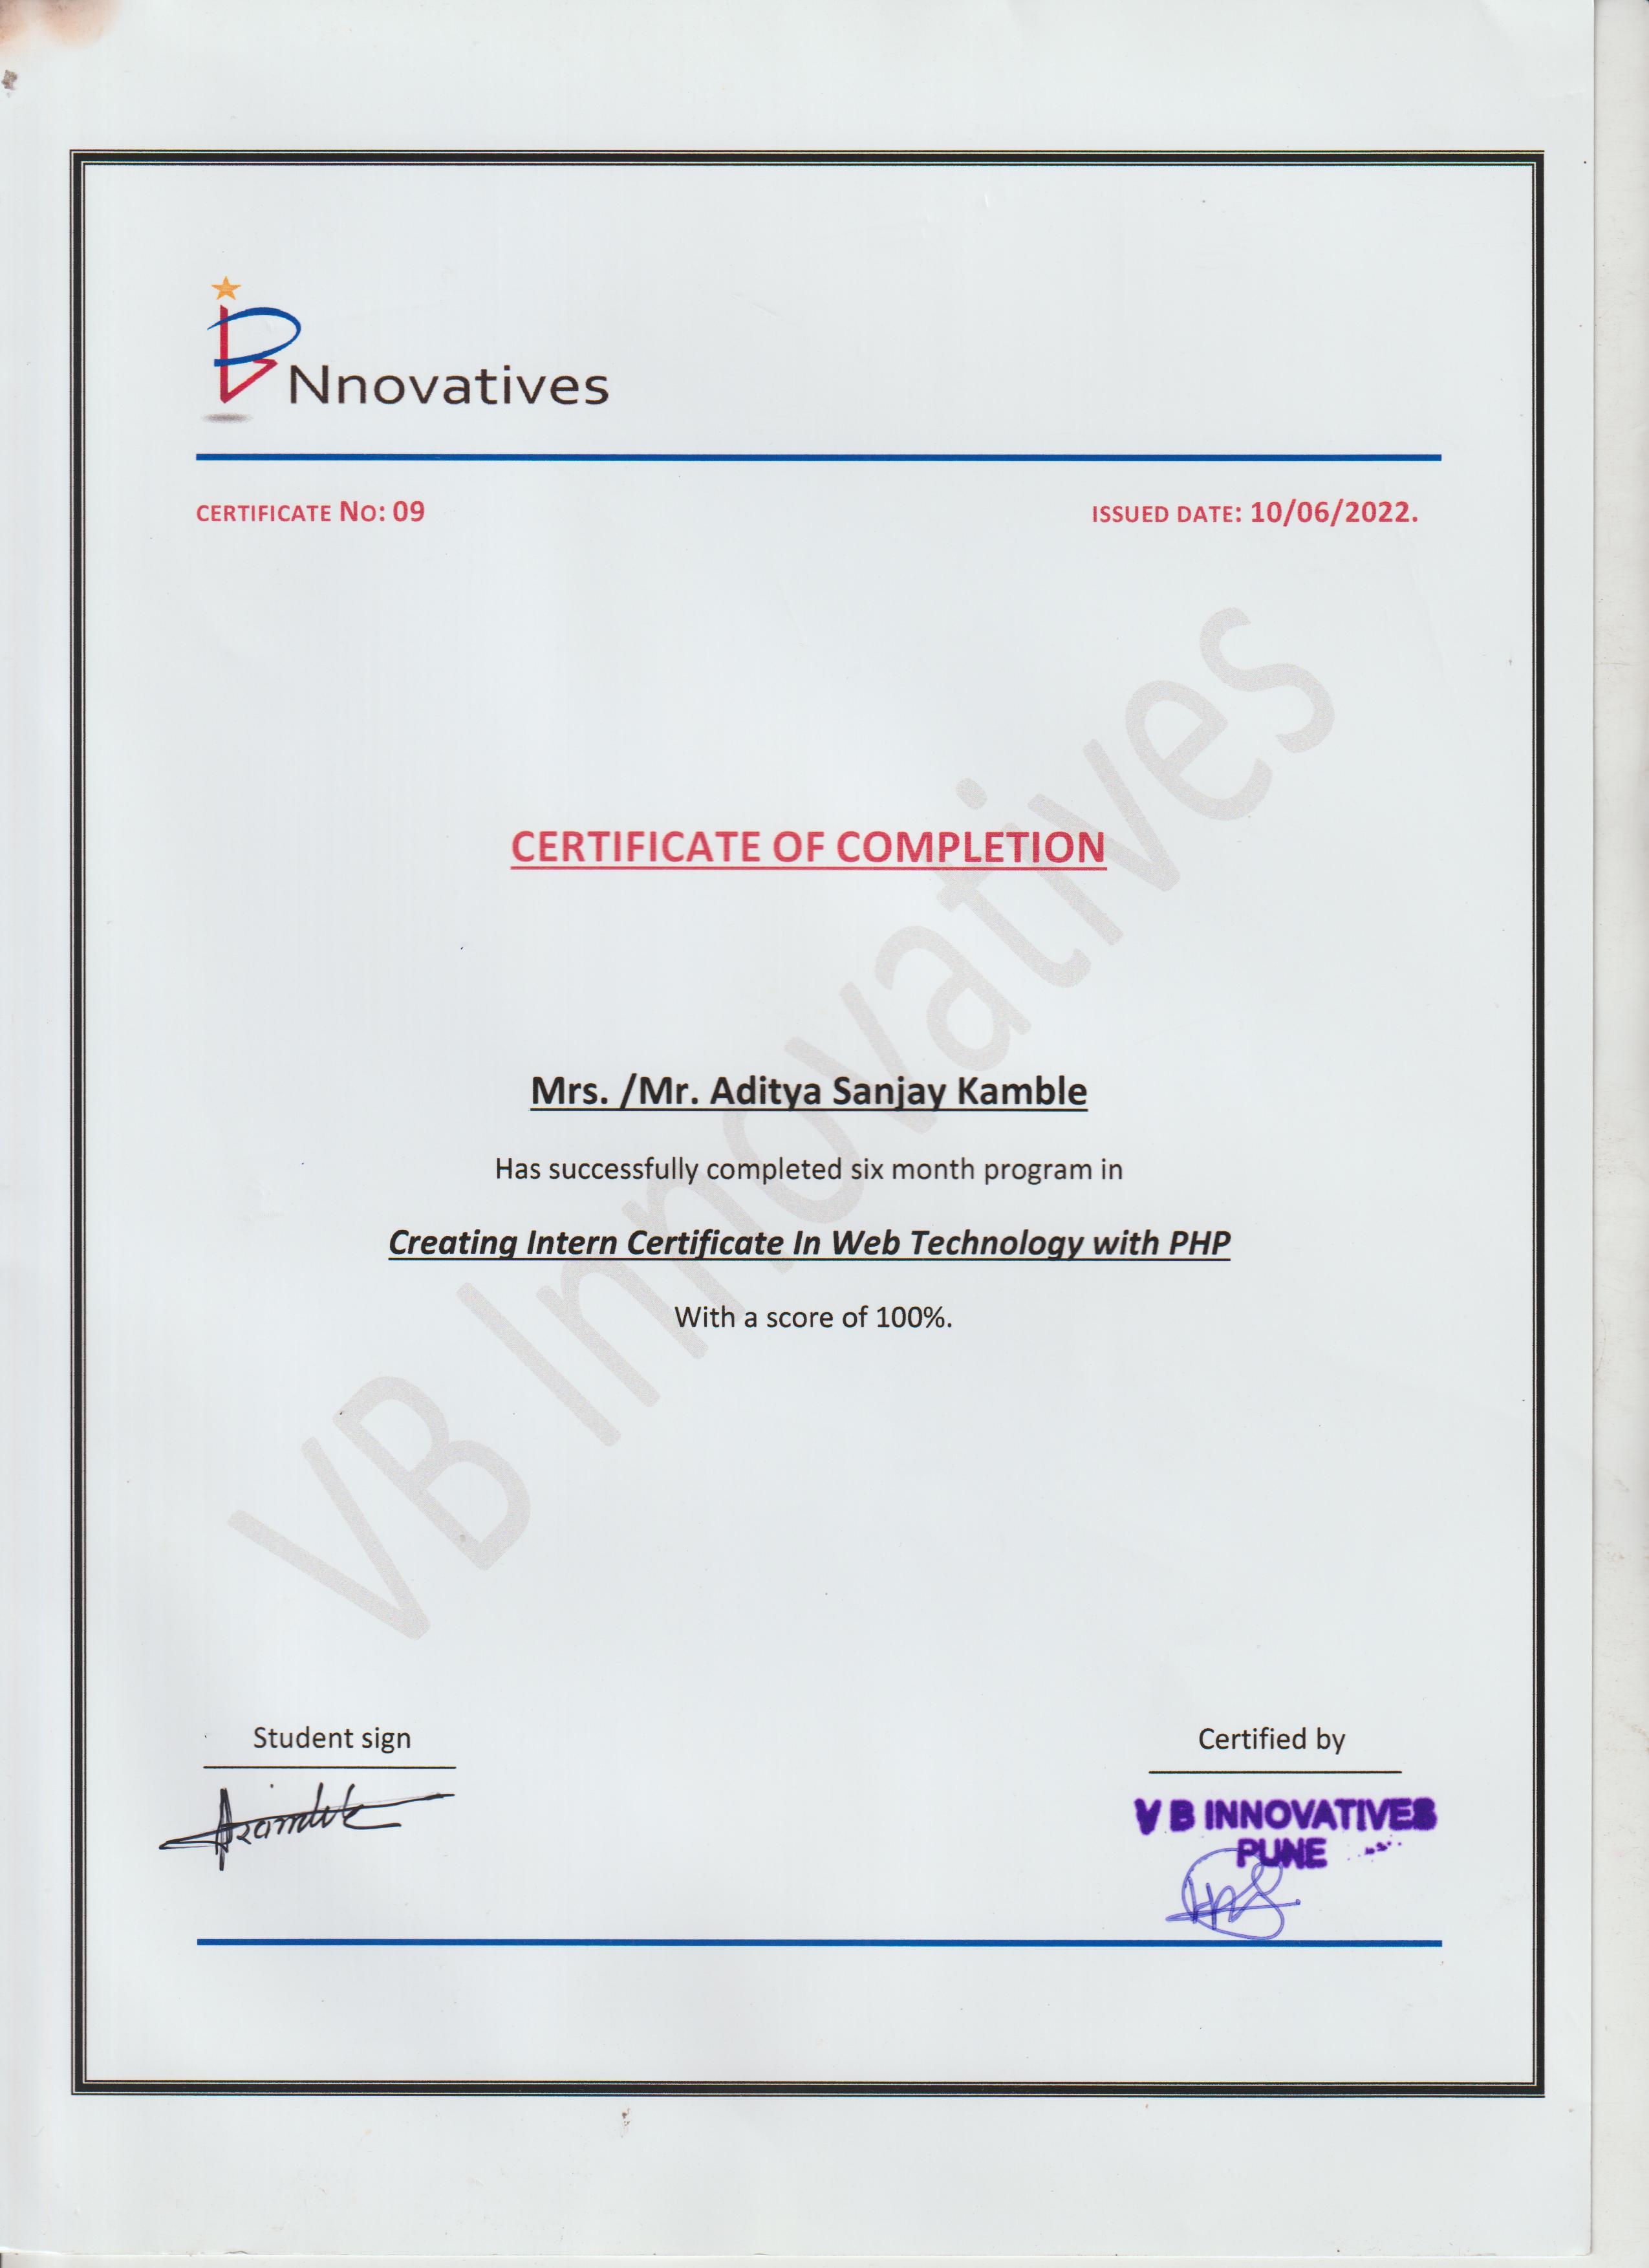 Nnovatives
CERTIFICATE NO: 09
ISSUED DATE: 10/06/2022.
CERTIFICATE OF COMPLETION
Mrs. /Mr. Aditya Sanjay Kamble
Has successfully completed six month program in
Creating Intern Certificate In Web Technology with PHP
With a score of 100%.
VB Innovatives
Student sign
Certified by
V B INNOVATIVES
PUNE